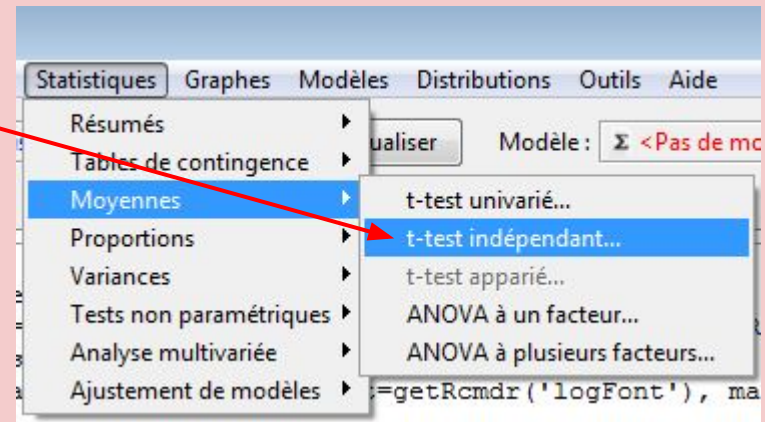 Statistiques Graphes Modèles Distributions Outils Aide
Résumés
ualiser Modèle : Σ <Pas de mo
Tables de contingence
Moyennes
t-test univarié...
Proportions
t-test indépendant...
Variances
t-test apparié...
Tests non paramétriques
ANOVA à un facteur...
Analyse multivariée
ANOVA à plusieurs facteurs...
Ajustement de modèles
t=getRcmdr('logFont'), ma